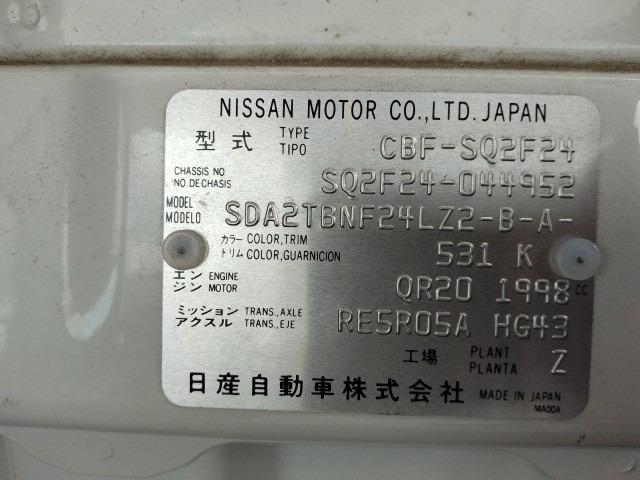 NISSAN MOTOR CO.,LTD. JAPAN
型式 TYPE TIPO CBF-SQ2F24
CHASSIS NO NO DE CHASIS SQ2F24-044952
MODEL MODELO SDA2TBNF24LZ2-B-A-
カラー COLOR,TRIM トリム COLOR,GUARNICION 531 K
エンジン ENGINE MOTOR QR20 1998 CC
ミッション TRANS.,AXLE アクスル TRANS.,EJE RE5R05A HG43
工場 PLANT PLANTA Z
日産自動車株式会社 MADE IN JAPAN
MA00A